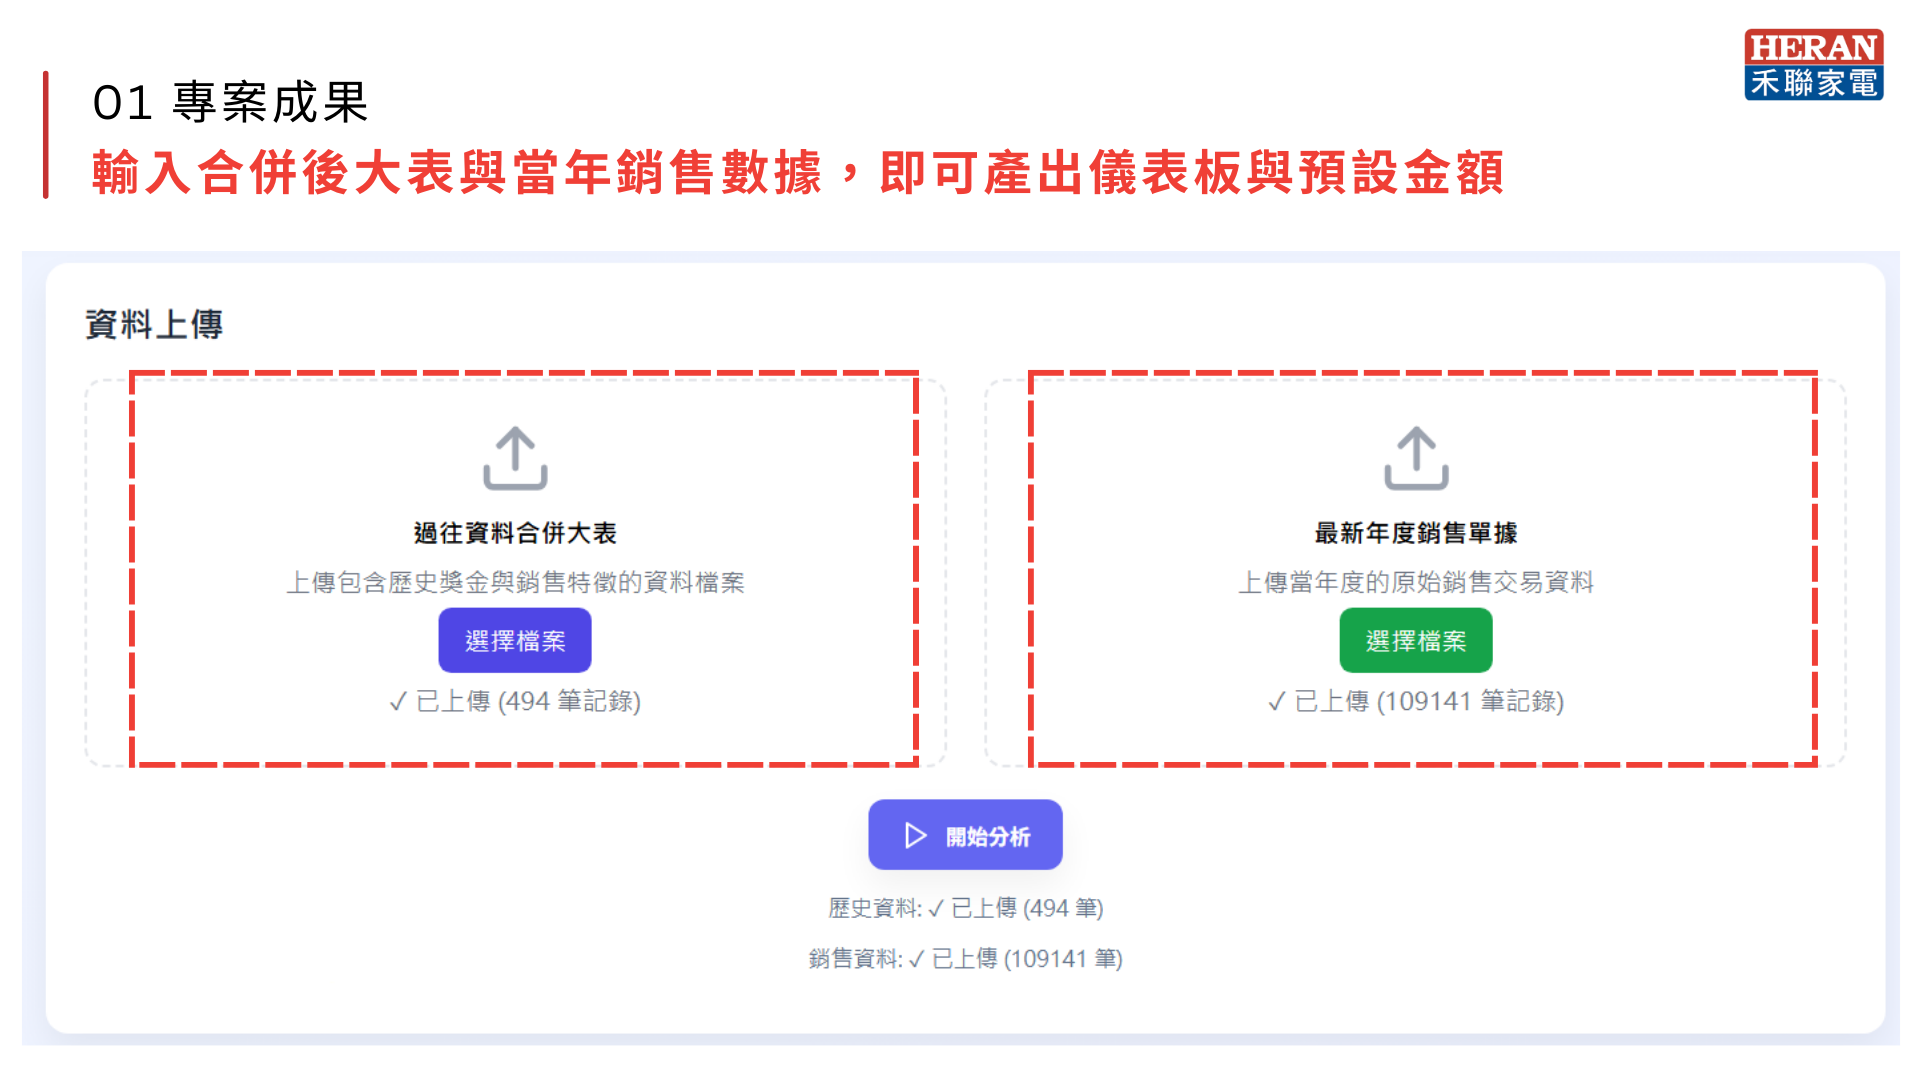 HERAN
禾聯家電
01 專案成果
輸入合併後大表與當年銷售數據，即可產出儀表板與預設金額
資料上傳
過往資料合併大表
上傳包含歷史獎金與銷售特徵的資料檔案
選擇檔案
✓ 已上傳 (494 筆記錄)
最新年度銷售單據
上傳當年度的原始銷售交易資料
選擇檔案
✓ 已上傳 (109141 筆記錄)
開始分析
歷史資料: ✓ 已上傳 (494 筆)
銷售資料: ✓ 已上傳 (109141 筆)